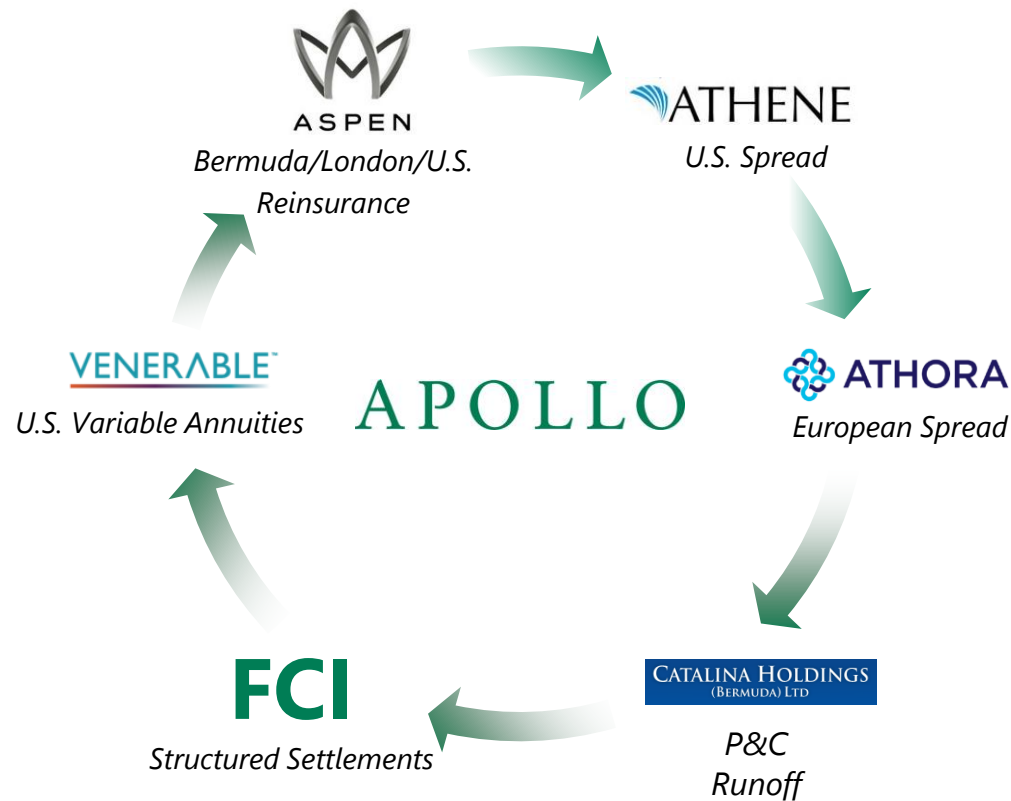 ASPEN
Bermuda/London/U.S.
Reinsurance
ATHENE
U.S. Spread
ATHORA
European Spread
CATALINA HOLDINGS
(BERMUDA) LTD
P&C
Runoff
FCI
Structured Settlements
VENERABLE™
U.S. Variable Annuities
APOLLO